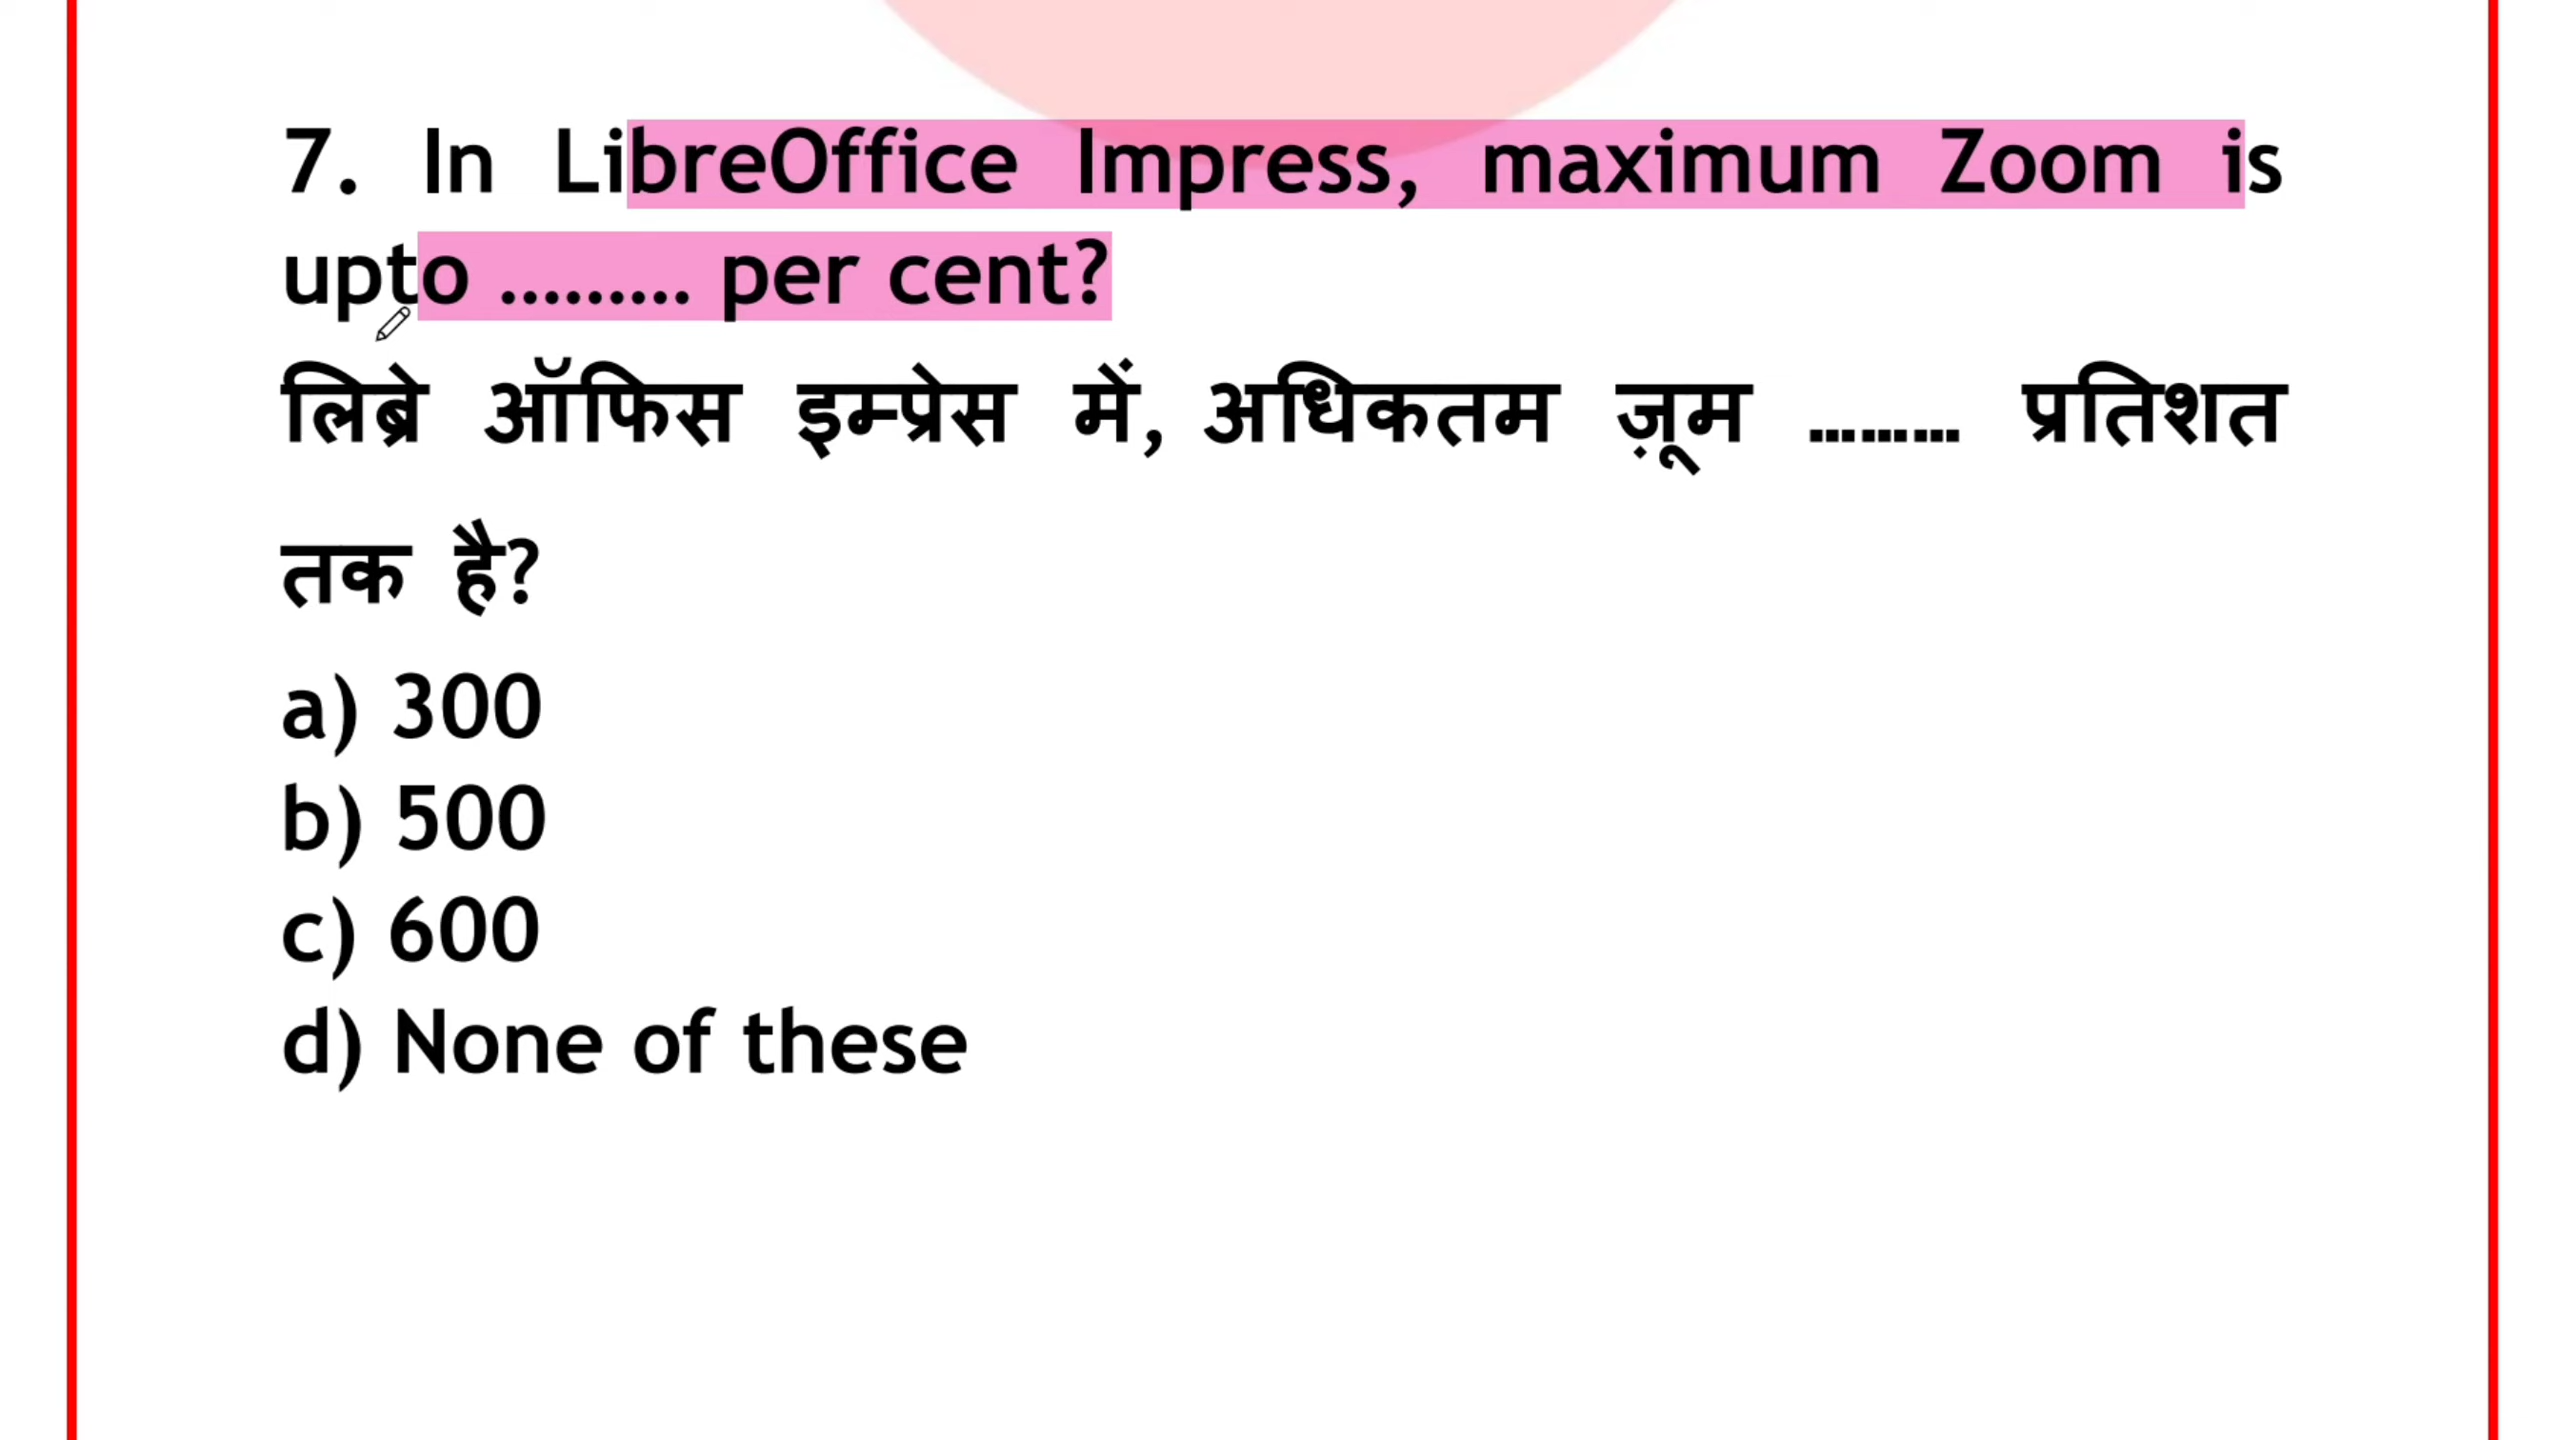 7. In LibreOffice Impress, maximum Zoom is
upto ......... per cent?
लिब्रे ऑफिस इम्प्रेस में, अधिकतम ज़ूम ......... प्रतिशत
तक है?
a) 300
b) 500
c) 600
d) None of these